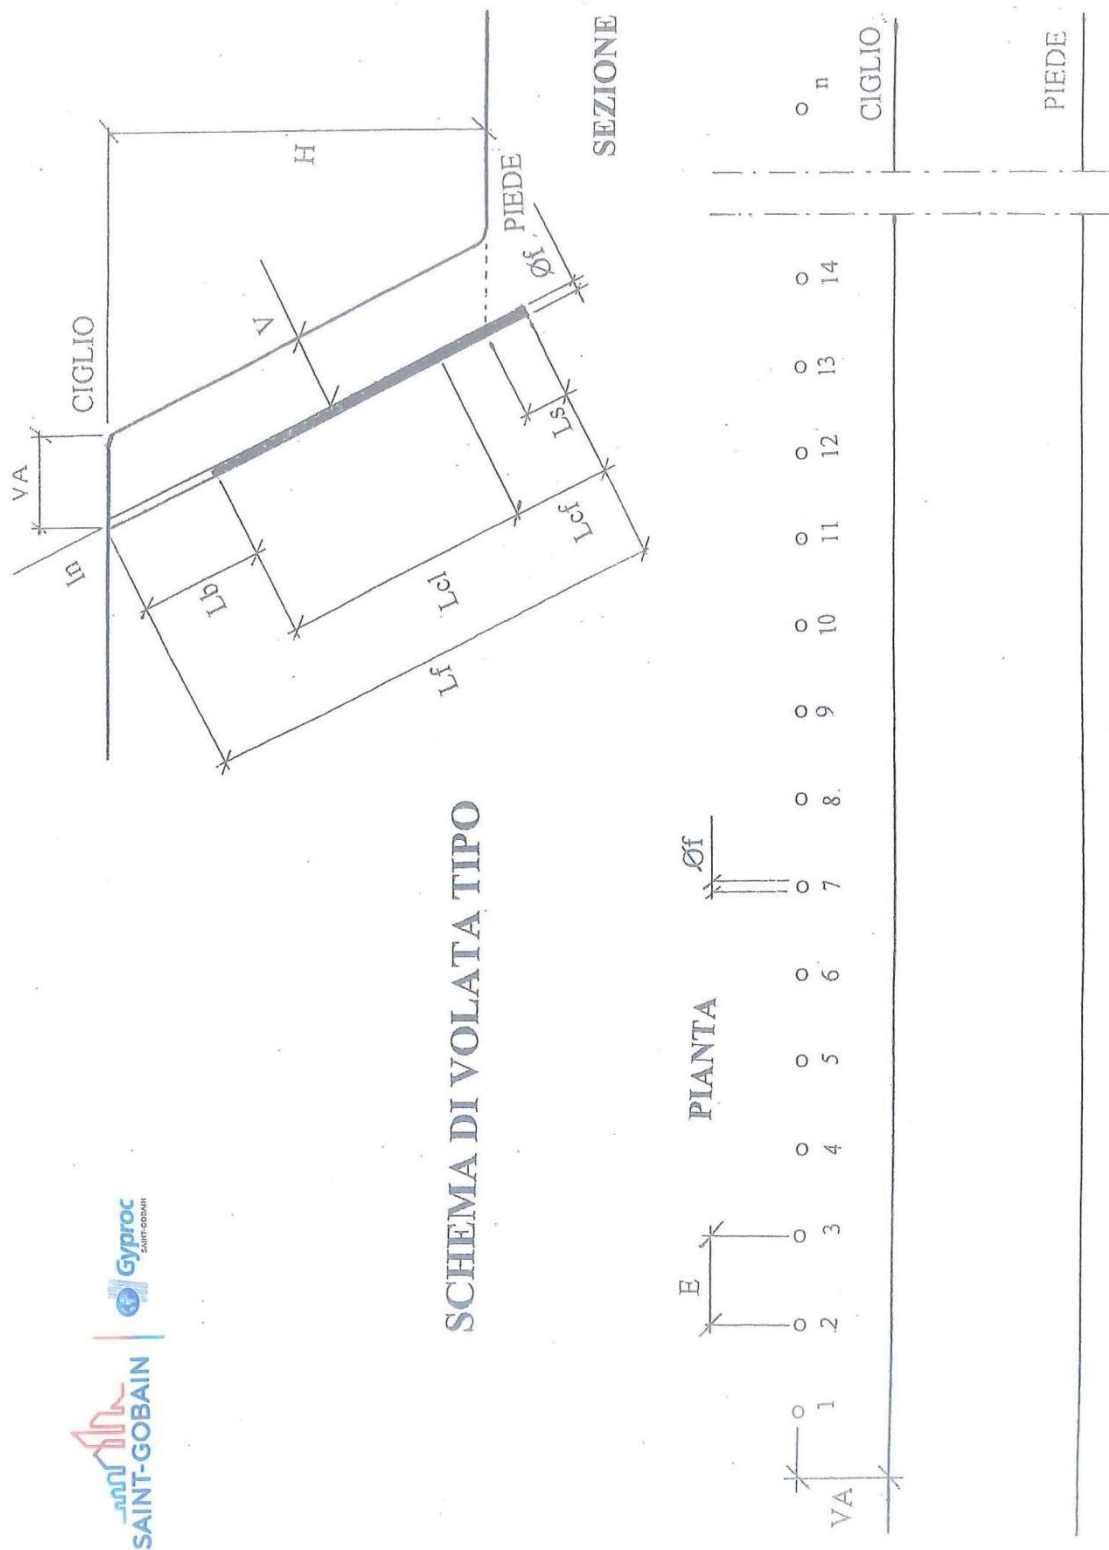 SAINT-GOBAIN
Gyproc
SAINT-GOBAIN
SCHEMA DI VOLATA TIPO
VA
CIGLIO
In
V
H
Lb
Lcl
Lf
Lcf
Ls
Øf
PIEDE
SEZIONE
PIANTA
E
Øf
1 2 3 4 5 6 7 8 9 10 11 12 13 14 n
VA
CIGLIO
PIEDE